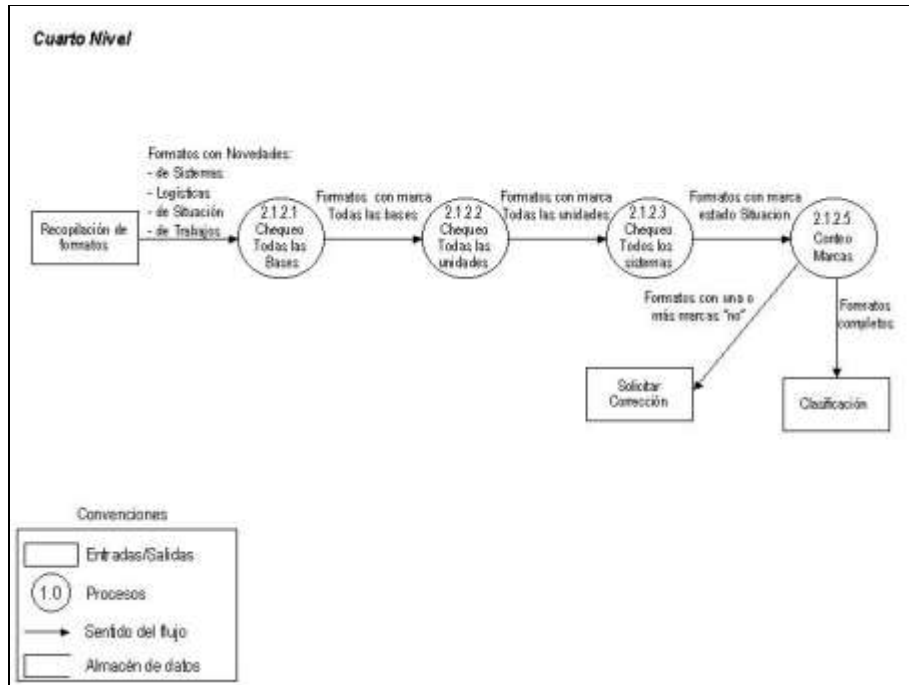 Cuarto Nivel
Formatos con Novedades:
- de Sistemas
- Logísticas
- de Situación
- de Trabajos
Recopilación de
formatos
2.1.2.1
Chequeo
Todas las
Bases
Formatos con marca
Todas las bases
2.1.2.2
Chequeo
Todas las
unidades
Formatos con marca
Todas las unidades
2.1.2.3
Chequeo
Todos los
sistemas
Formatos con marca
estado Situacion
2.1.2.5
Conteo
Marcas
Formatos con una o
más marcas "no"
Formatos
completos
Solicitar
Corrección
Clasificación
Convenciones
Entradas/Salidas
1.0
Procesos
Sentido del flujo
Almacén de datos